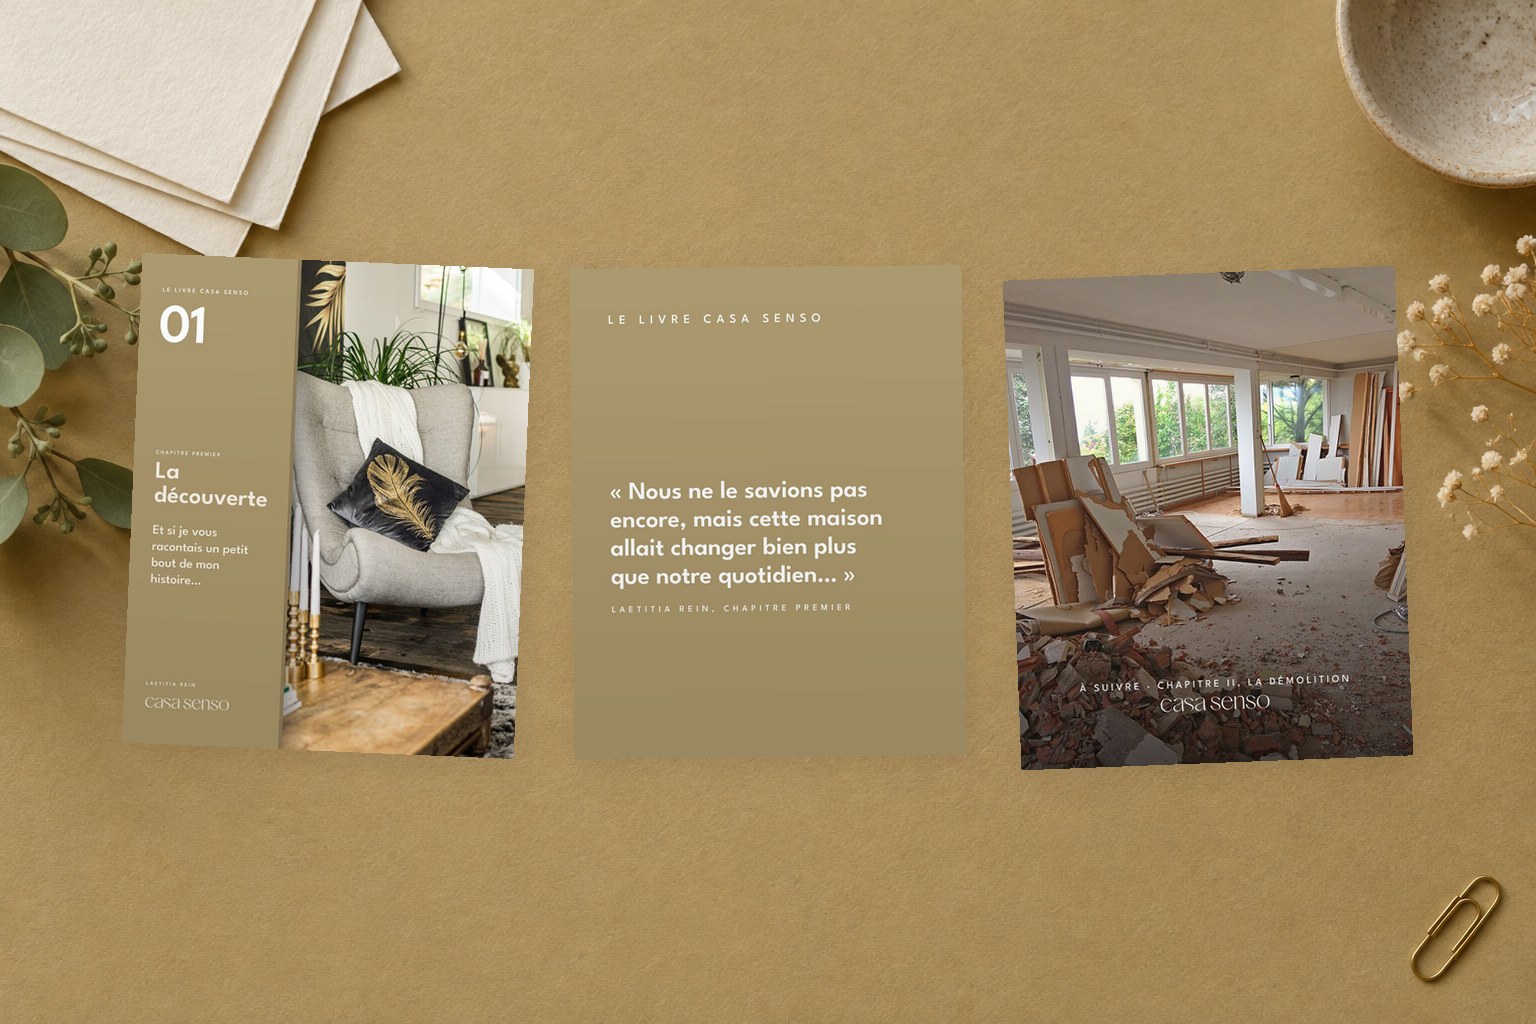 LE LIVRE CASA SENSO
01
CHAPITRE PREMIER
La
découverte
Et si je vous
racontais un petit
bout de mon
histoire...
LAETITIA REIN
casa senso
LE LIVRE CASA SENSO
« Nous ne le savions pas
encore, mais cette maison
allait changer bien plus
que notre quotidien... »
LAETITIA REIN, CHAPITRE PREMIER
À SUIVRE · CHAPITRE II, LA DÉMOLITION
casa senso